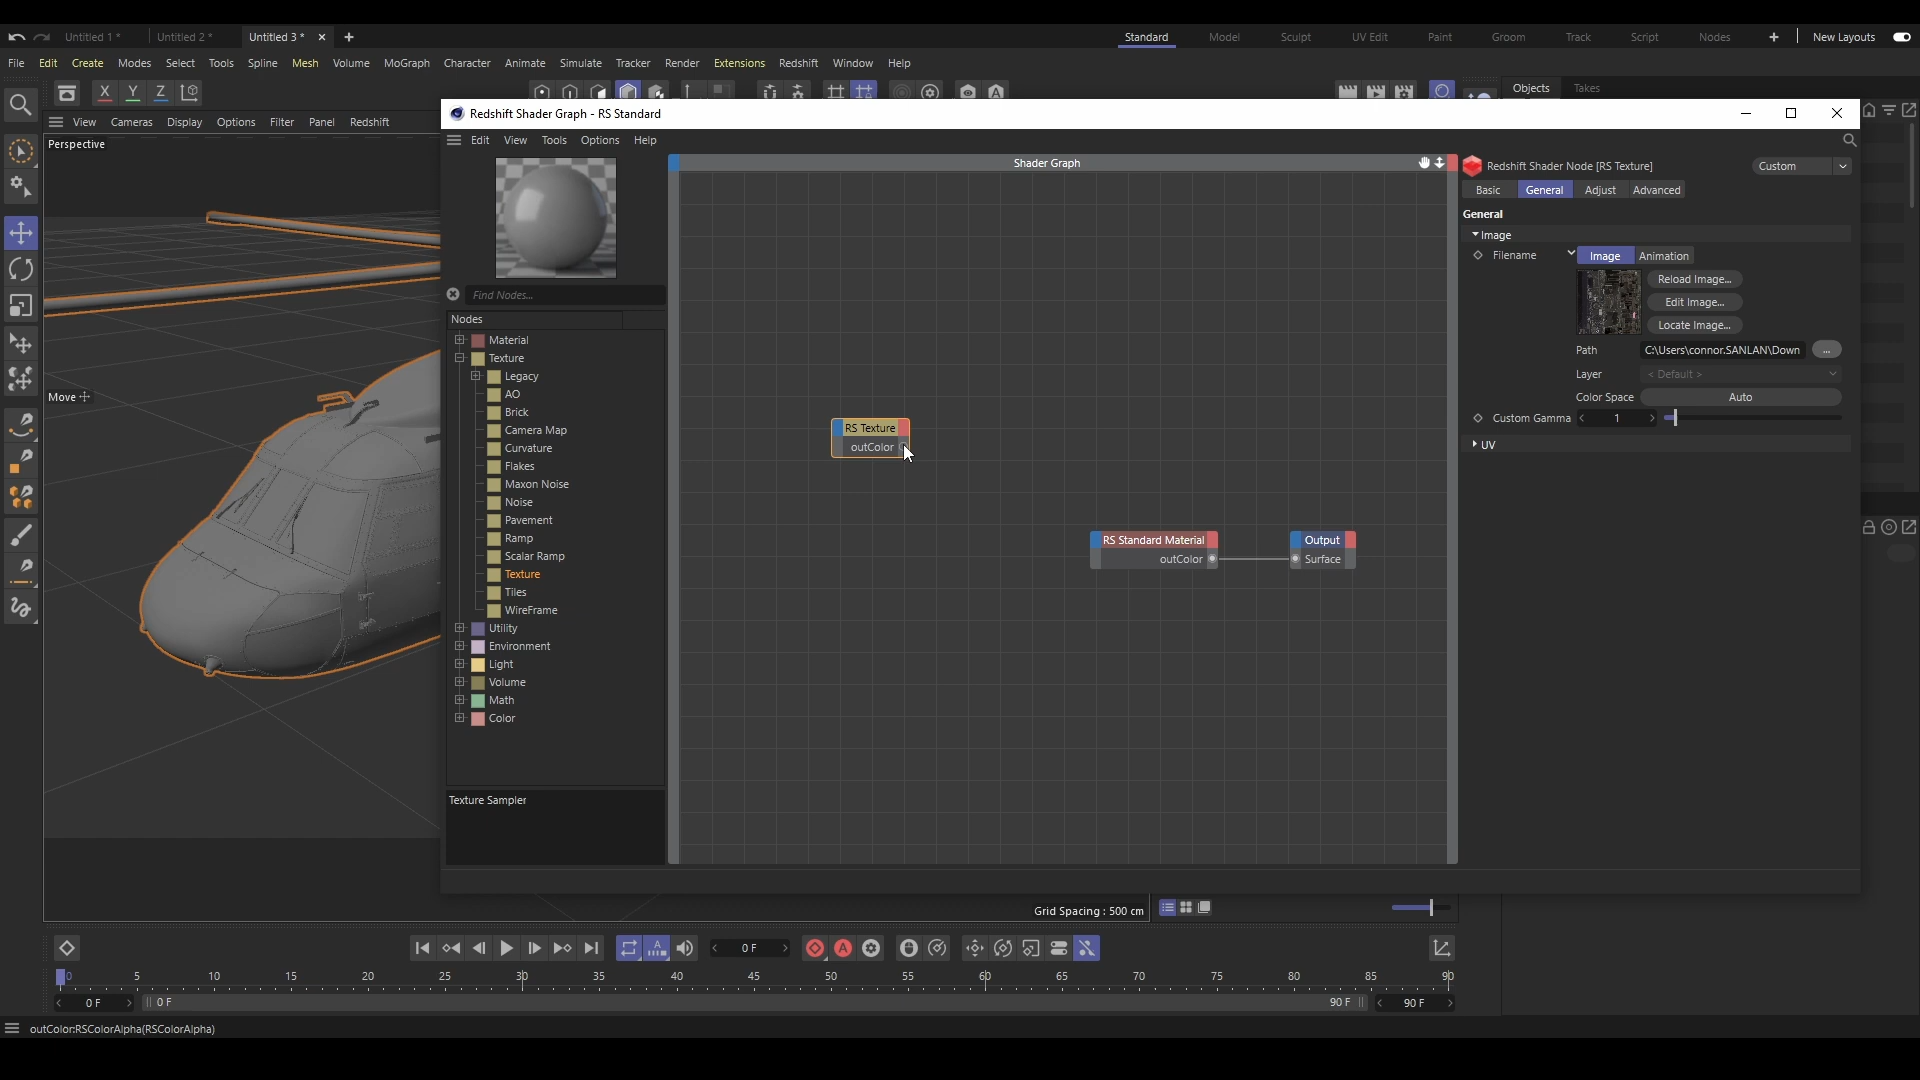 Untitled 1 *
Untitled 2 *
Untitled 3 *
Standard
Model
Sculpt
UV Edit
Paint
Groom
Track
Script
Nodes
New Layouts
File Edit Create Modes Select Tools Spline Mesh Volume MoGraph Character Animate Simulate Tracker Render Extensions Redshift Window Help
X Y Z
Objects Takes
View Cameras Display Options Filter Panel Redshift
Perspective
Move
Redshift Shader Graph - RS Standard
Edit View Tools Options Help
Find Nodes...
Nodes
Material
Texture
Legacy
AO
Brick
Camera Map
Curvature
Flakes
Maxon Noise
Noise
Pavement
Ramp
Scalar Ramp
Texture
Tiles
WireFrame
Utility
Environment
Light
Volume
Math
Color
Texture Sampler
Shader Graph
RS Texture
outColor
RS Standard Material
outColor
Output
Surface
Redshift Shader Node [RS Texture]
Custom
Basic General Adjust Advanced
General
Image
Filename
Image Animation
Reload Image...
Edit Image...
Locate Image...
Path C:\Users\connor.SANLAN\Down ...
Layer < Default >
Color Space Auto
Custom Gamma 1
UV
Grid Spacing : 500 cm
0 F
0 5 10 15 20 25 30 35 40 45 50 55 60 65 70 75 80 85 90
0 F
0 F
90 F
90 F
outColor:RSColorAlpha(RSColorAlpha)